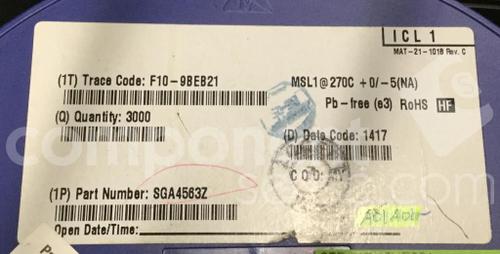 ICL 1
MAT-21-1018 Rev. C
(1T) Trace Code: F10-9BEB21
MSL1@270C +0/-5(NA)
Pb-free (e3) RoHS HF
(Q) Quantity: 3000
(D) Date Code: 1417
(1P) Part Number: SGA4563Z
Open Date/Time: